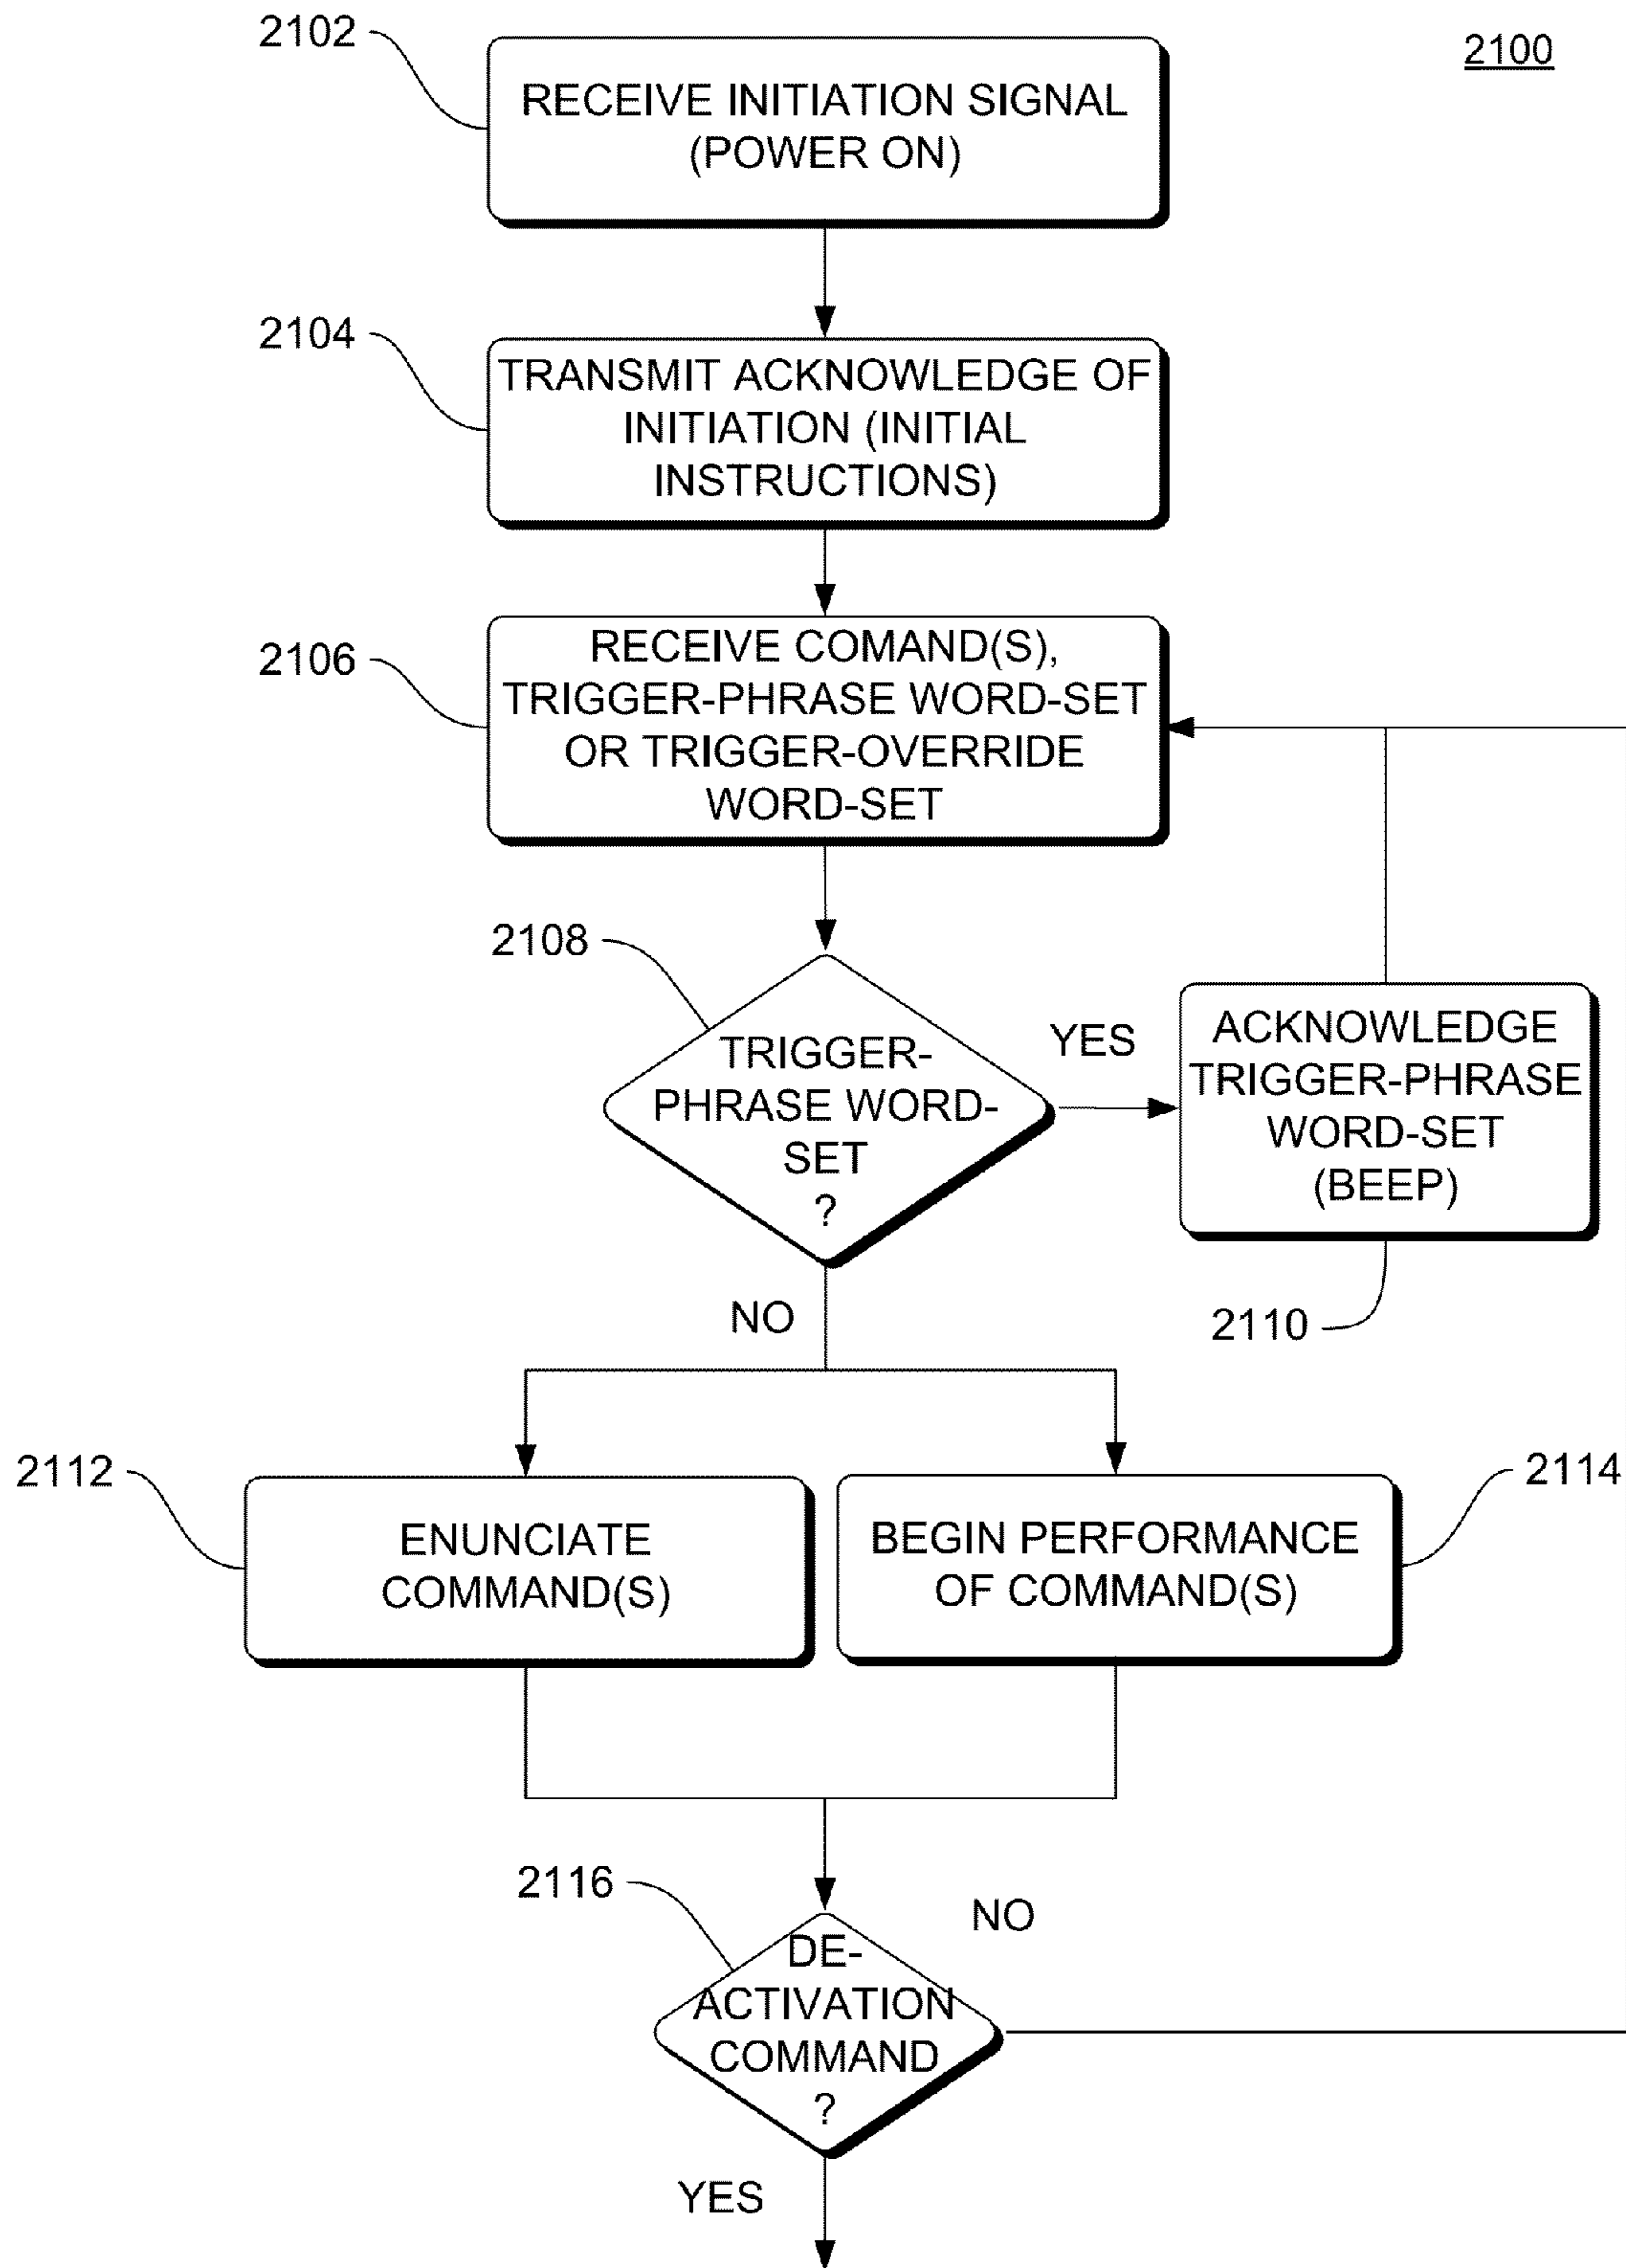 2102
2100
RECEIVE INITIATION SIGNAL
(POWER ON)
2104
TRANSMIT ACKNOWLEDGE OF
INITIATION (INITIAL
INSTRUCTIONS)
2106
RECEIVE COMAND(S),
TRIGGER-PHRASE WORD-SET
OR TRIGGER-OVERRIDE
WORD-SET
2108
TRIGGER-
PHRASE WORD-
SET
?
YES
ACKNOWLEDGE
TRIGGER-PHRASE
WORD-SET
(BEEP)
2110
NO
2112
ENUNCIATE
COMMAND(S)
BEGIN PERFORMANCE
OF COMMAND(S)
2114
2116
DE-
ACTIVATION
COMMAND
?
NO
YES